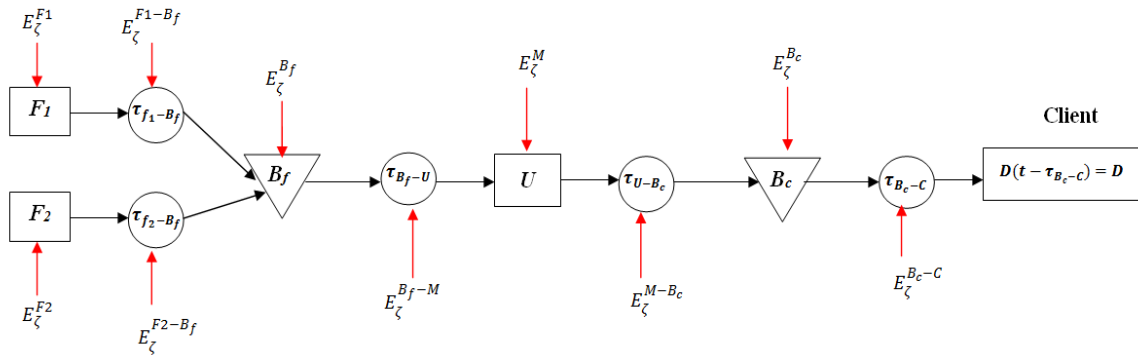 E_ζ^{F1}
E_ζ^{F1-B_f}
E_ζ^{B_f}
E_ζ^M
E_ζ^{B_c}
Client
F_1
τ_{f_1-B_f}
B_f
τ_{B_f-U}
U
τ_{U-B_c}
B_c
τ_{B_c-C}
D(t - τ_{B_c-C}) = D
F_2
τ_{f_2-B_f}
E_ζ^{F2}
E_ζ^{F2-B_f}
E_ζ^{B_f-M}
E_ζ^{M-B_c}
E_ζ^{B_c-C}